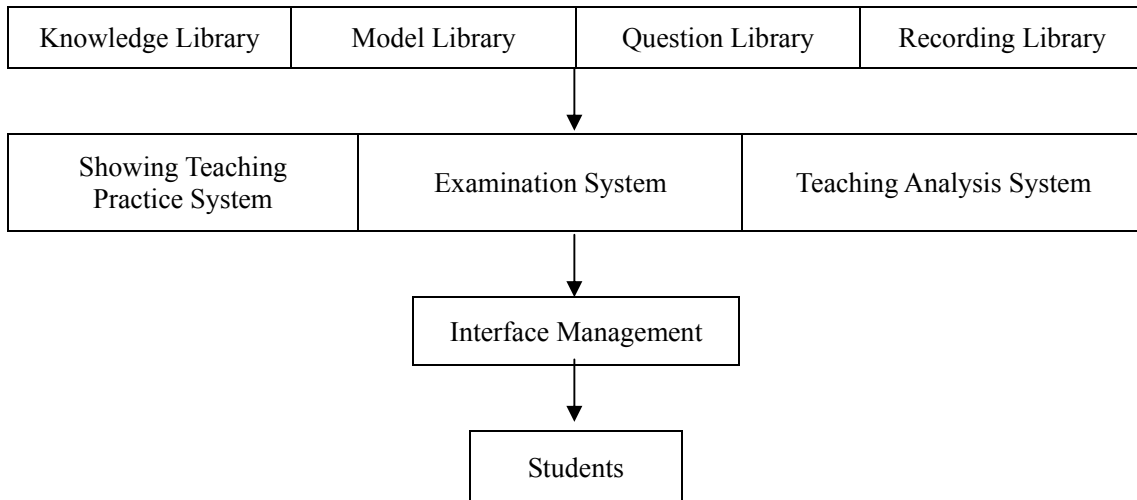 Knowledge Library
Model Library
Question Library
Recording Library
Showing Teaching
Practice System
Examination System
Teaching Analysis System
Interface Management
Students